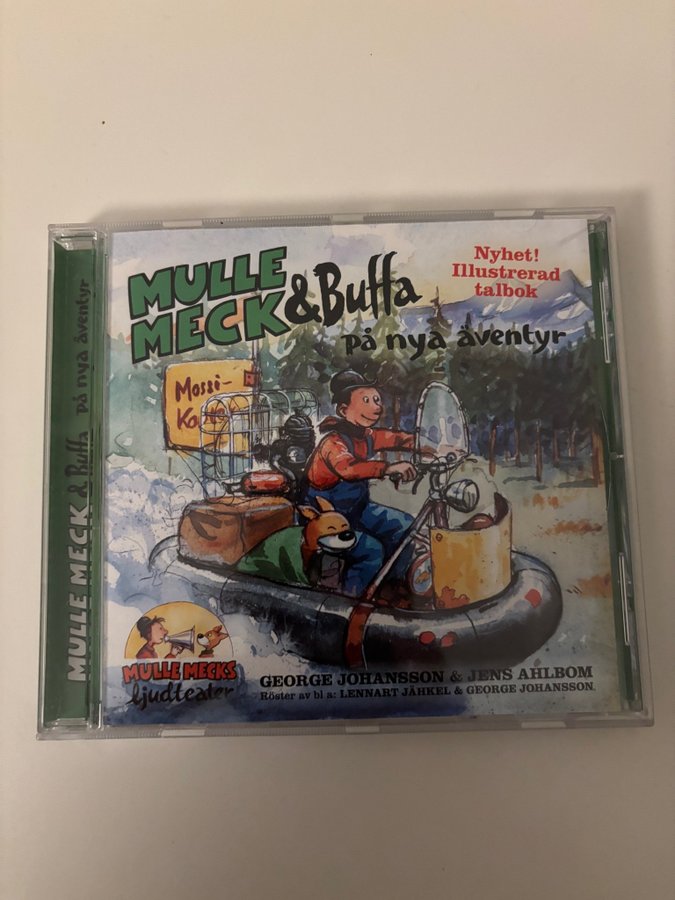 MULLE MECK & Buffa på nya äventyr
MULLE
MECK & Buffa
på nya äventyr
Nyhet!
Illustrerad
talbok
Mossi-
MULLE MECKS
ljudteater
GEORGE JOHANSSON & JENS AHLBOM
Röster av bl a: LENNART JÄHKEL & GEORGE JOHANSSON.